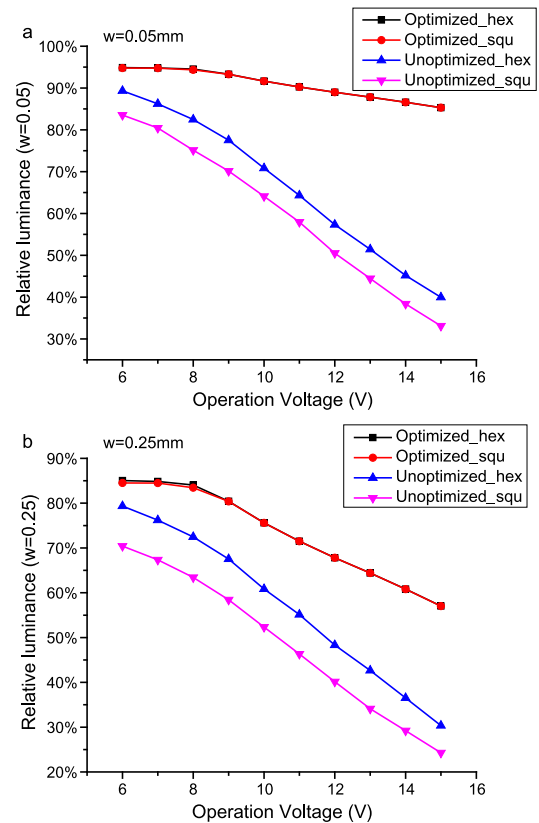 a
w=0.05mm
Optimized_hex
Optimized_squ
Unoptimized_hex
Unoptimized_squ
100%
90%
80%
70%
60%
50%
40%
30%
Relative luminance (w=0.05)
6 8 10 12 14 16
Operation Voltage (V)
b
w=0.25mm
Optimized_hex
Optimized_squ
Unoptimized_hex
Unoptimized_squ
90%
80%
70%
60%
50%
40%
30%
20%
Relative luminance (w=0.25)
6 8 10 12 14 16
Operation Voltage (V)